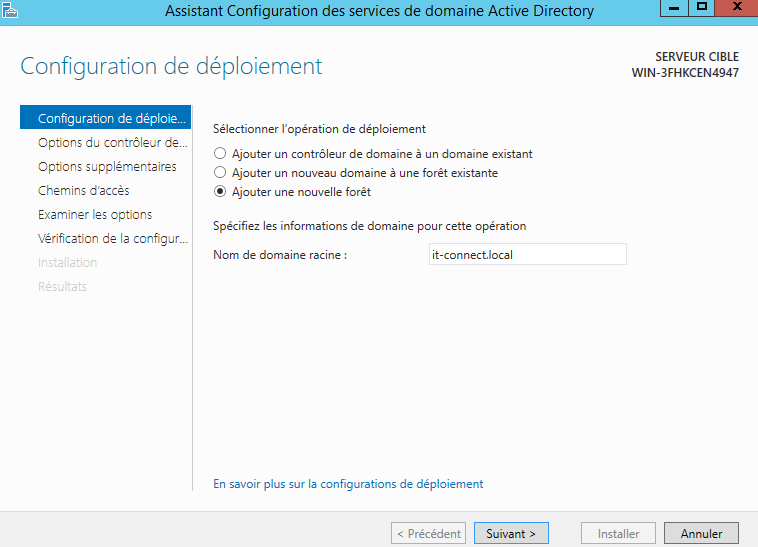 Assistant Configuration des services de domaine Active Directory
Configuration de déploiement
SERVEUR CIBLE
WIN-3FHKCEN4947
Configuration de déploie...
Options du contrôleur de...
Options supplémentaires
Chemins d'accès
Examiner les options
Vérification de la configur...
Installation
Résultats
Sélectionner l'opération de déploiement
Ajouter un contrôleur de domaine à un domaine existant
Ajouter un nouveau domaine à une forêt existante
Ajouter une nouvelle forêt
Spécifiez les informations de domaine pour cette opération
Nom de domaine racine : it-connect.local
En savoir plus sur la configurations de déploiement
< Précédent Suivant > Installer Annuler